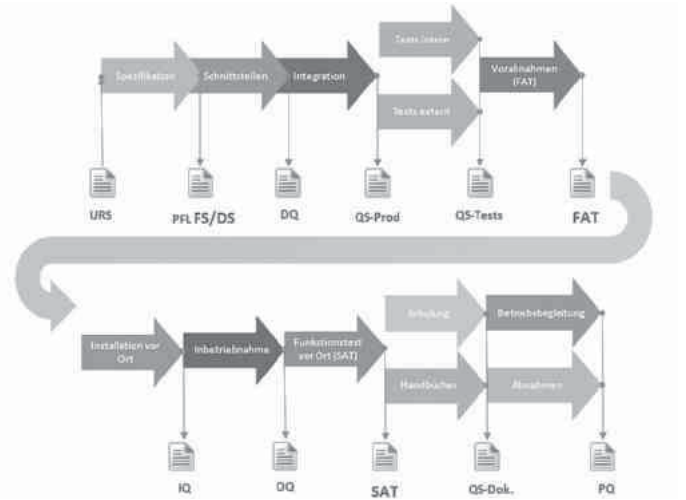 Tests intern
Spezifikation Schnittstellen Integration
Vorabnahmen
(FAT)
Tests extern
URS PFL FS/DS DQ QS-Prod QS-Tests FAT
Schulung Betriebsbegleitung
Installation vor
Ort
Inbetriebnahme
Funktionstest
vor Ort (SAT)
Handbücher Abnahmen
IQ OQ SAT QS-Dok. PQ